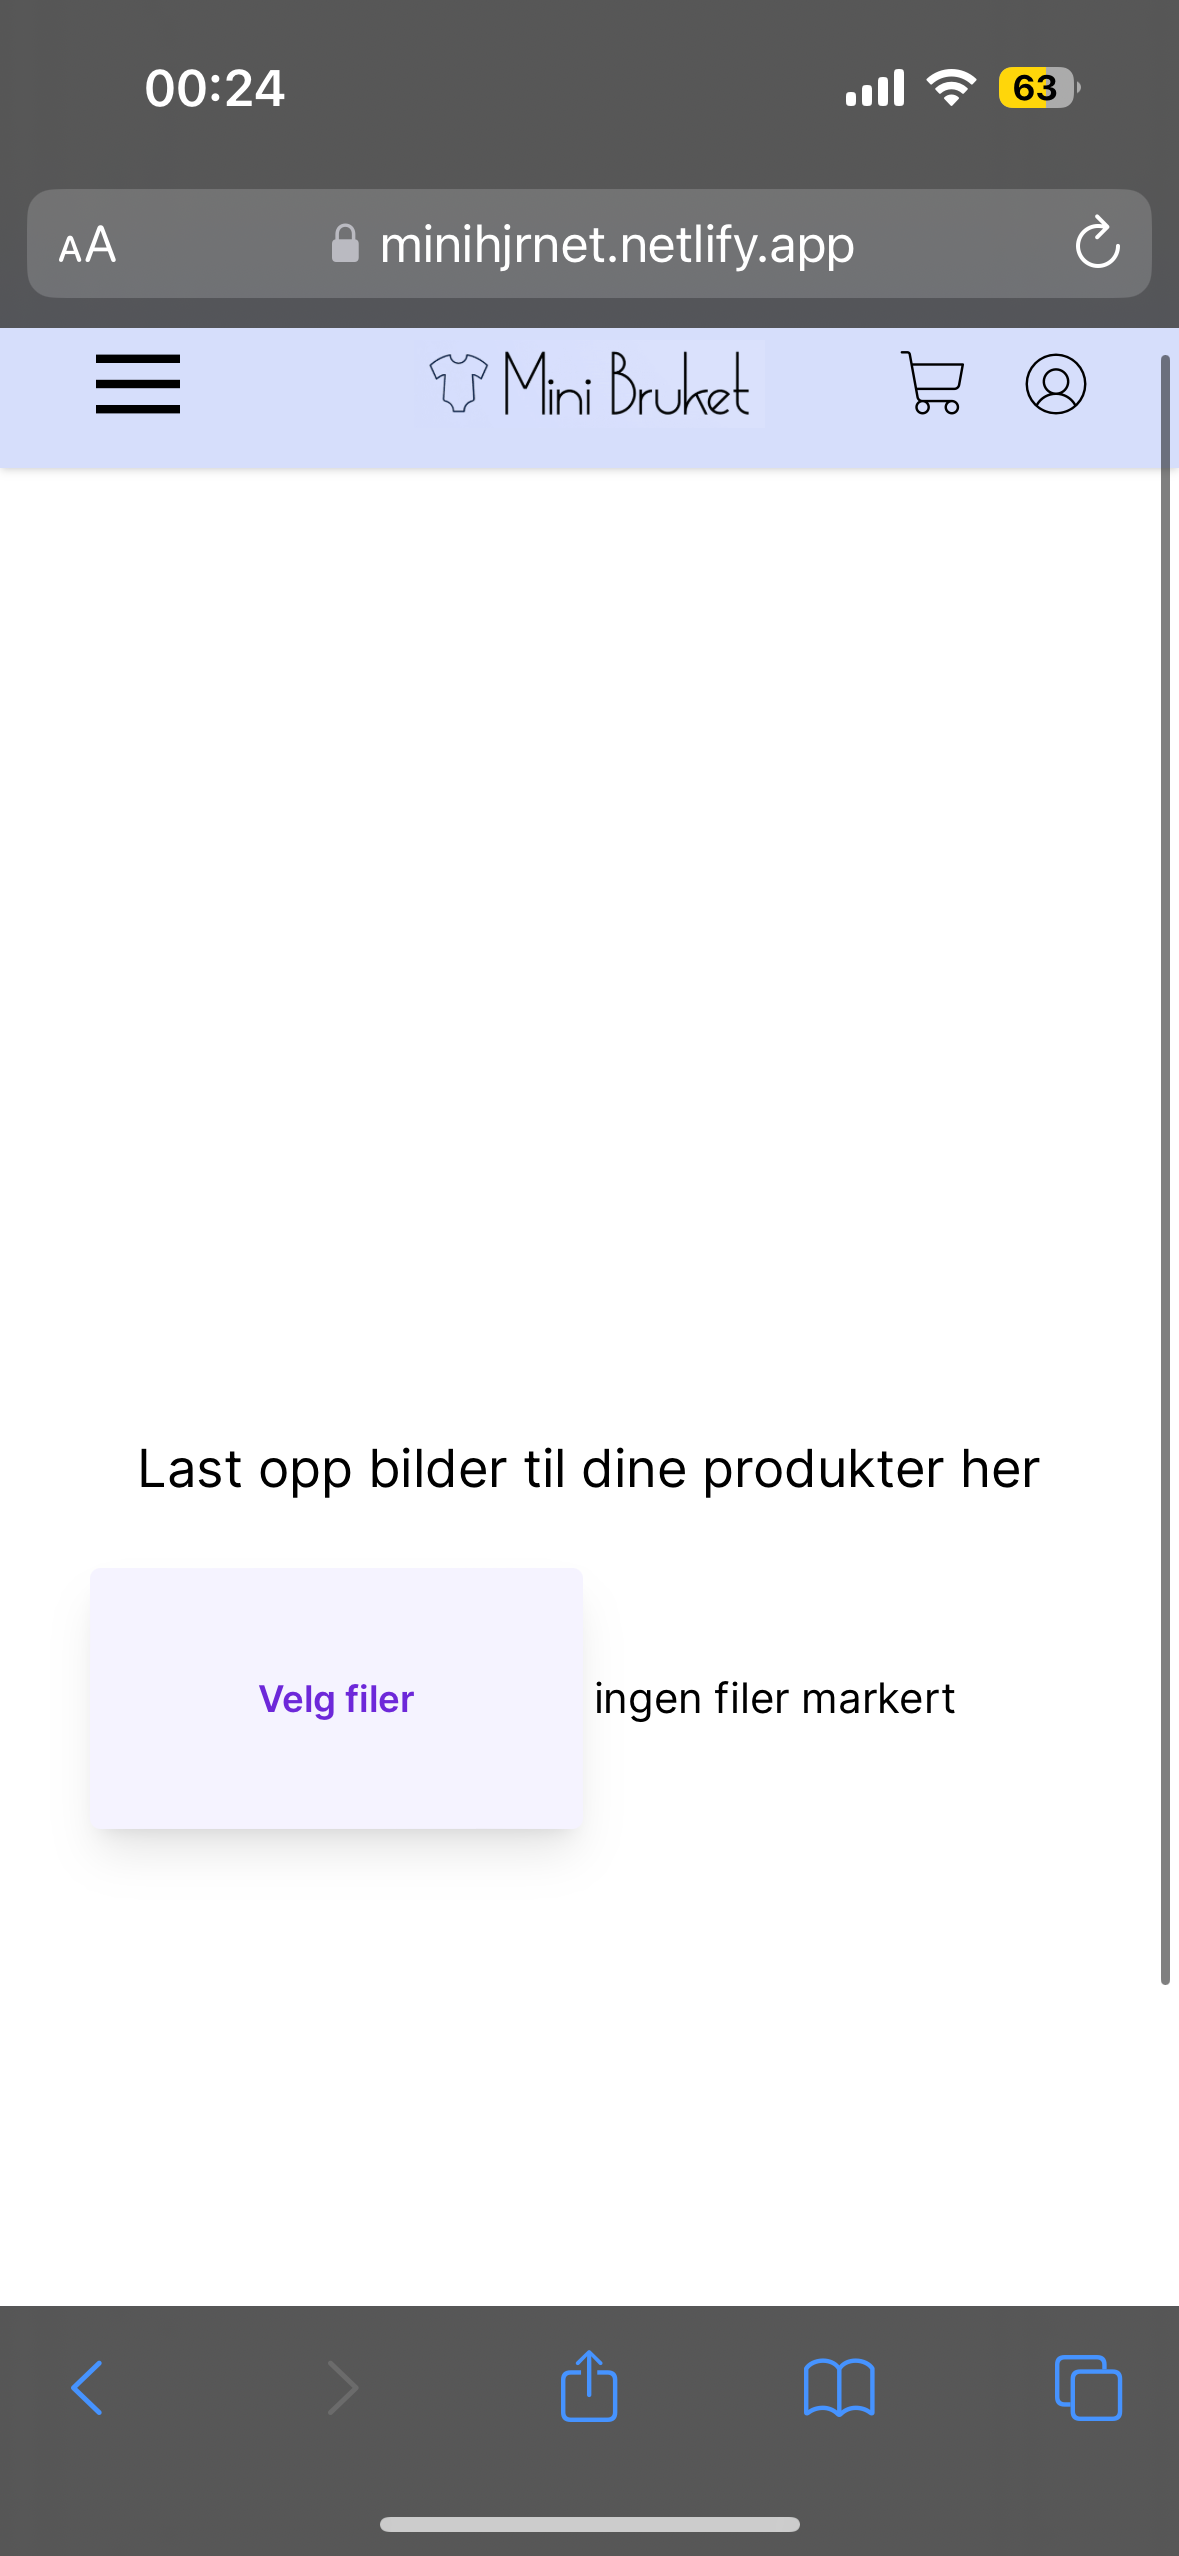 00:24
63
AA
minihjrnet.netlify.app
Mini Bruket
Last opp bilder til dine produkter her
Velg filer
ingen filer markert